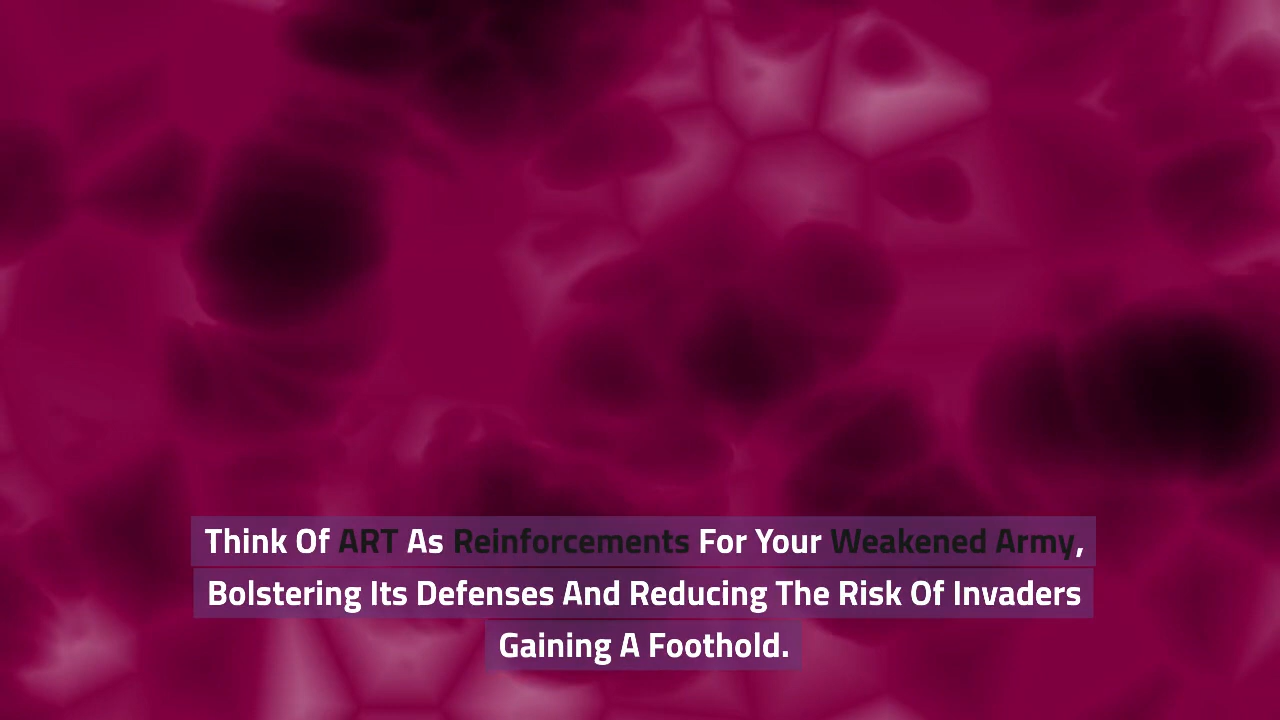 Think Of ART As Reinforcements For Your Weakened Army,
Bolstering Its Defenses And Reducing The Risk Of Invaders
Gaining A Foothold.